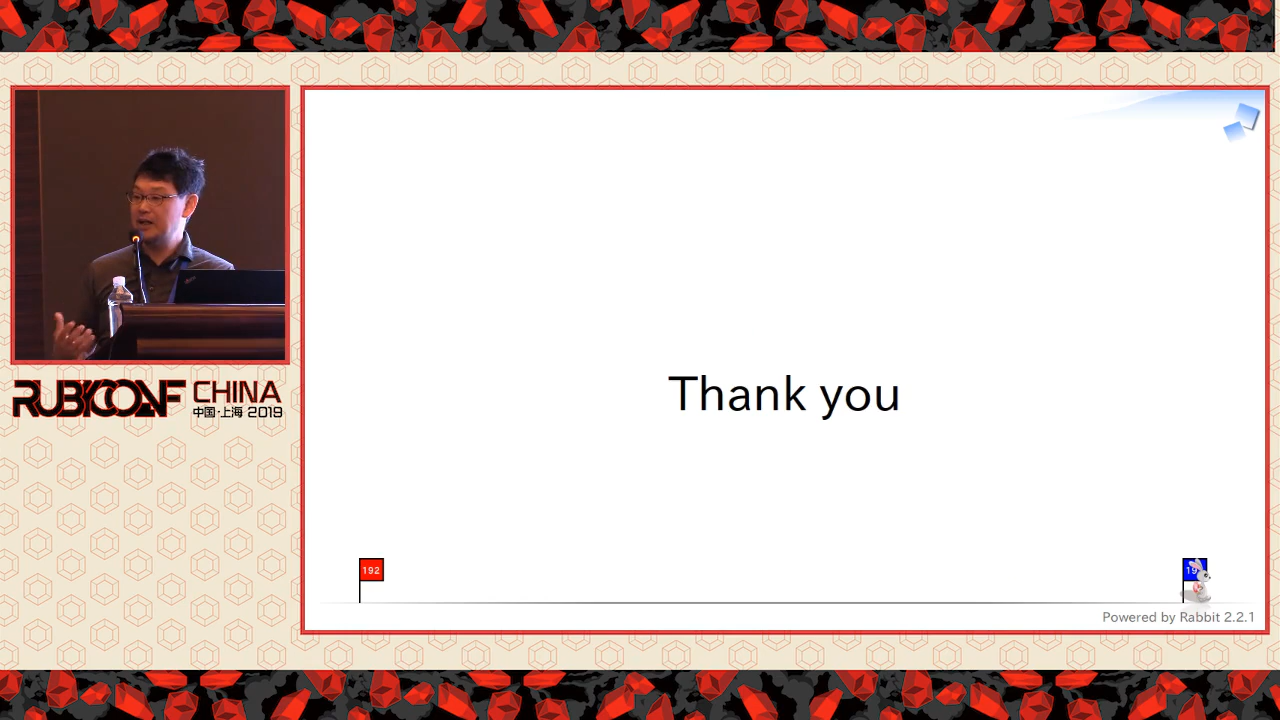 RUBYCONF CHINA
中国·上海 2019
Thank you
192
Powered by Rabbit 2.2.1